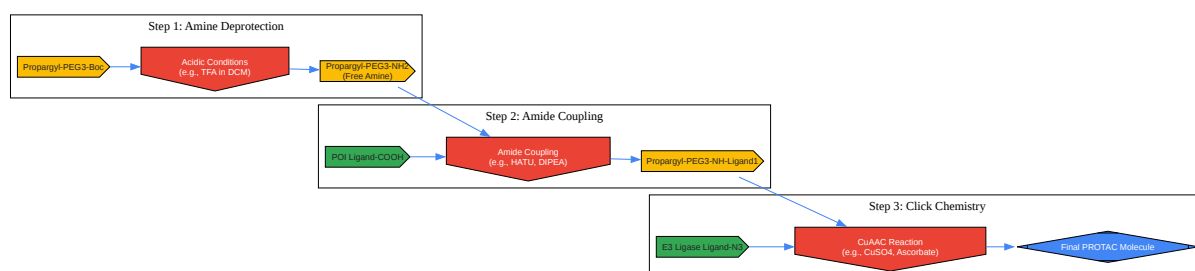 Step 1: Amine Deprotection
Propargyl-PEG3-Boc
Acidic Conditions
(e.g., TFA in DCM)
Propargyl-PEG3-NH2
(Free Amine)
Step 2: Amide Coupling
POI Ligand-COOH
Amide Coupling
(e.g., HATU, DIPEA)
Propargyl-PEG3-NH-Ligand1
Step 3: Click Chemistry
E3 Ligase Ligand-N3
CuAAC Reaction
(e.g., CuSO4, Ascorbate)
Final PROTAC Molecule